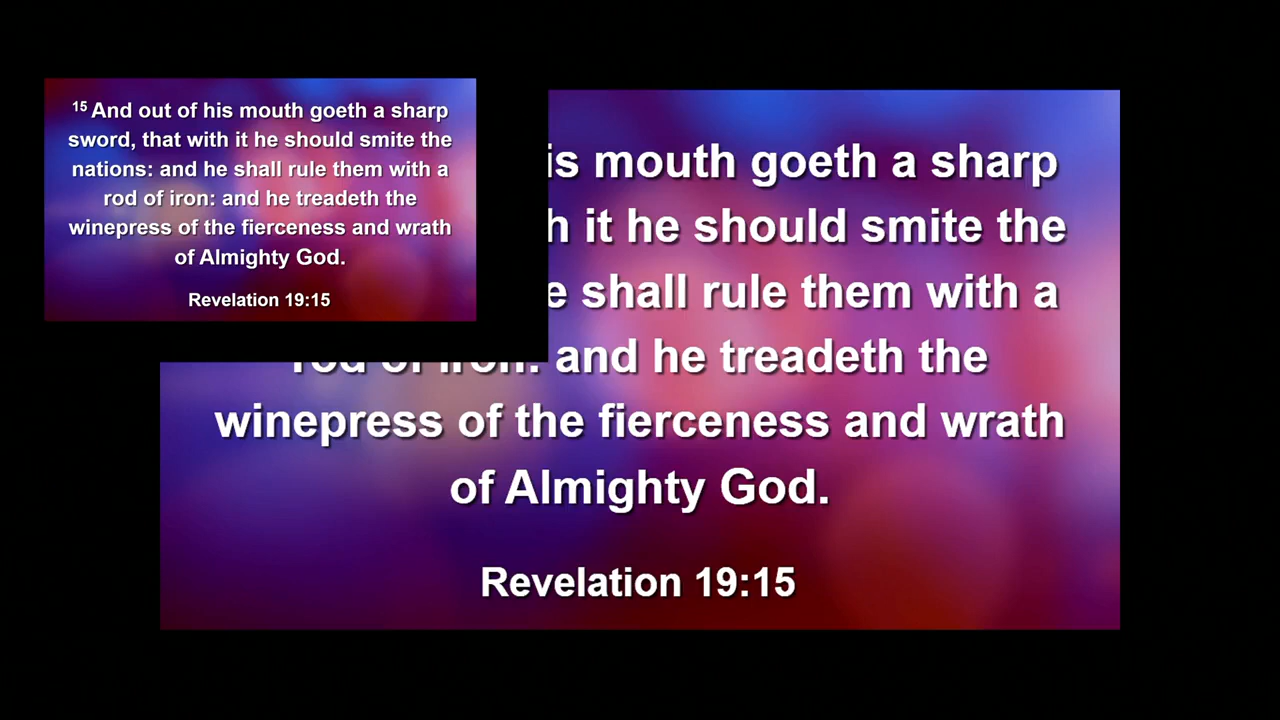 15 And out of his mouth goeth a sharp
sword, that with it he should smite the
nations: and he shall rule them with a
rod of iron: and he treadeth the
winepress of the fierceness and wrath
of Almighty God.
Revelation 19:15
is mouth goeth a sharp
h it he should smite the
e shall rule them with a
rod of iron: and he treadeth the
winepress of the fierceness and wrath
of Almighty God.
Revelation 19:15